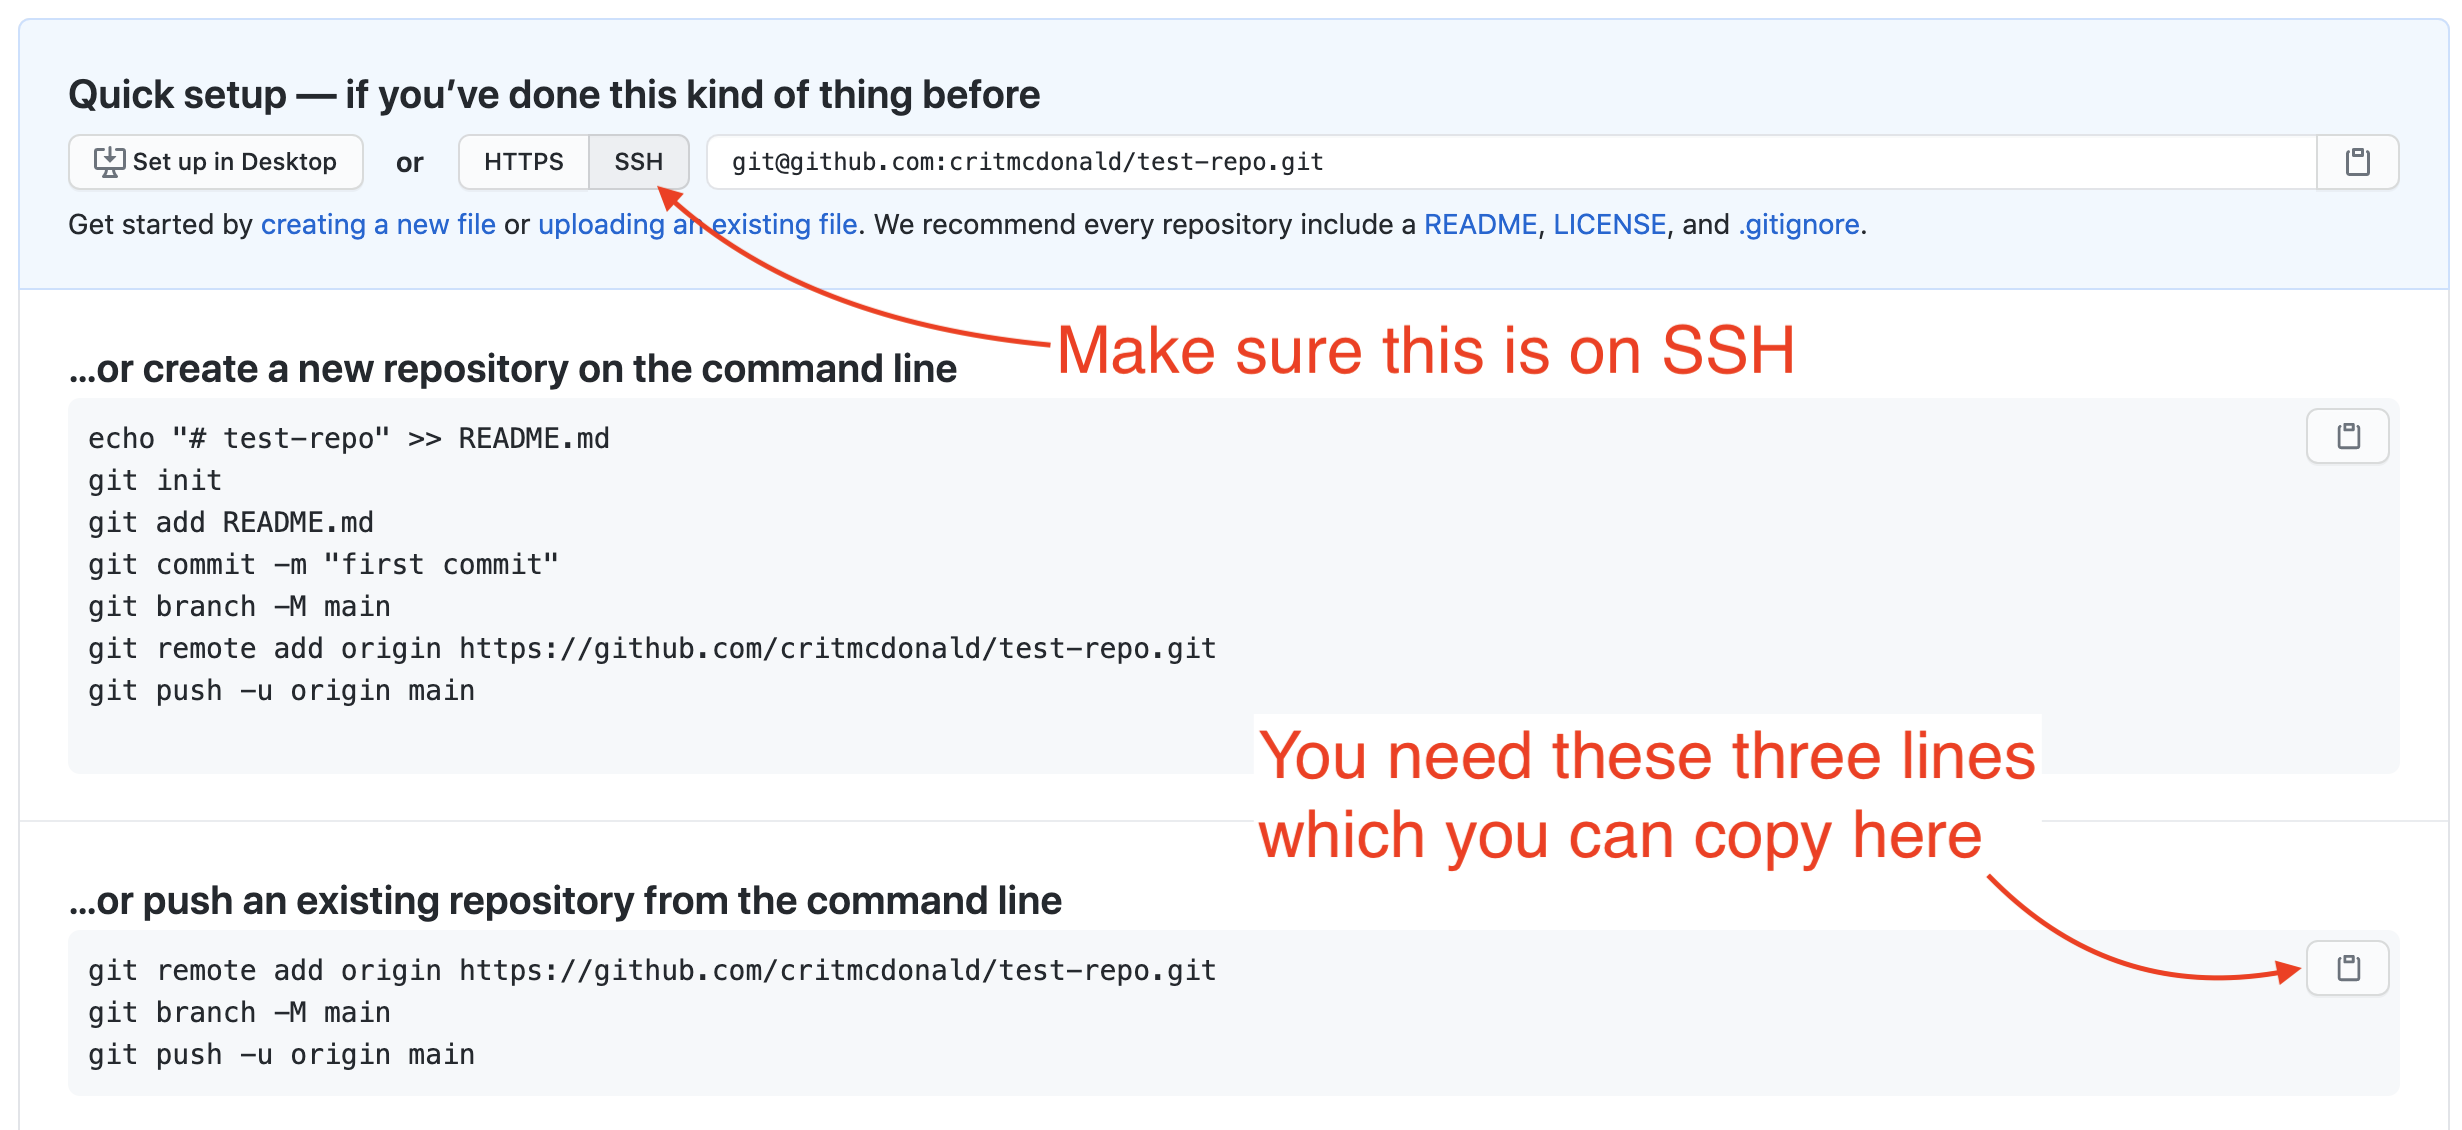 Quick setup — if you’ve done this kind of thing before
Set up in Desktop or HTTPS SSH git@github.com:critmcdonald/test-repo.git
Get started by creating a new file or uploading an existing file. We recommend every repository include a README, LICENSE, and .gitignore.
Make sure this is on SSH
…or create a new repository on the command line
echo "# test-repo" >> README.md
git init
git add README.md
git commit -m "first commit"
git branch -M main
git remote add origin https://github.com/critmcdonald/test-repo.git
git push -u origin main
You need these three lines
which you can copy here
…or push an existing repository from the command line
git remote add origin https://github.com/critmcdonald/test-repo.git
git branch -M main
git push -u origin main